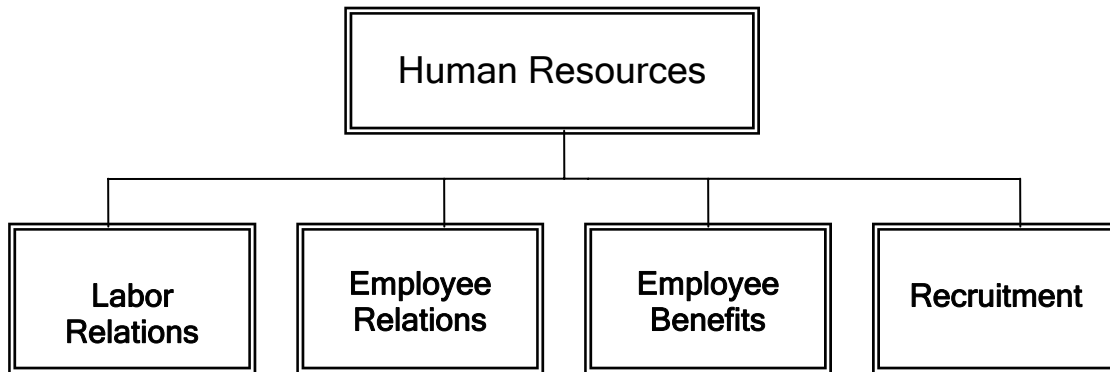 Human Resources
Labor
Relations
Employee
Relations
Employee
Benefits
Recruitment